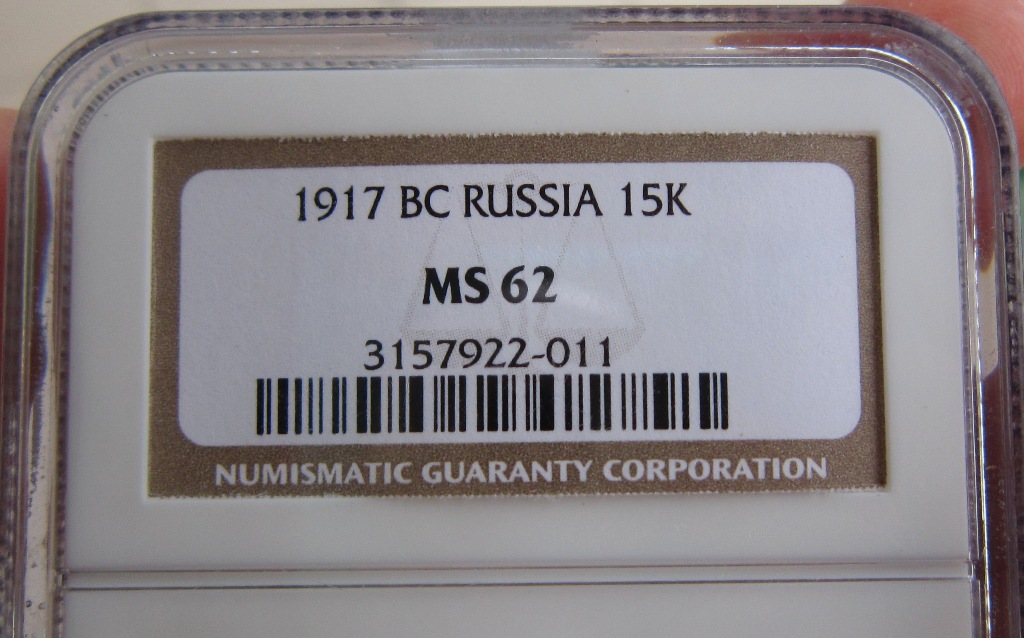 1917 BC RUSSIA 15K
MS 62
3157922-011
NUMISMATIC GUARANTY CORPORATION